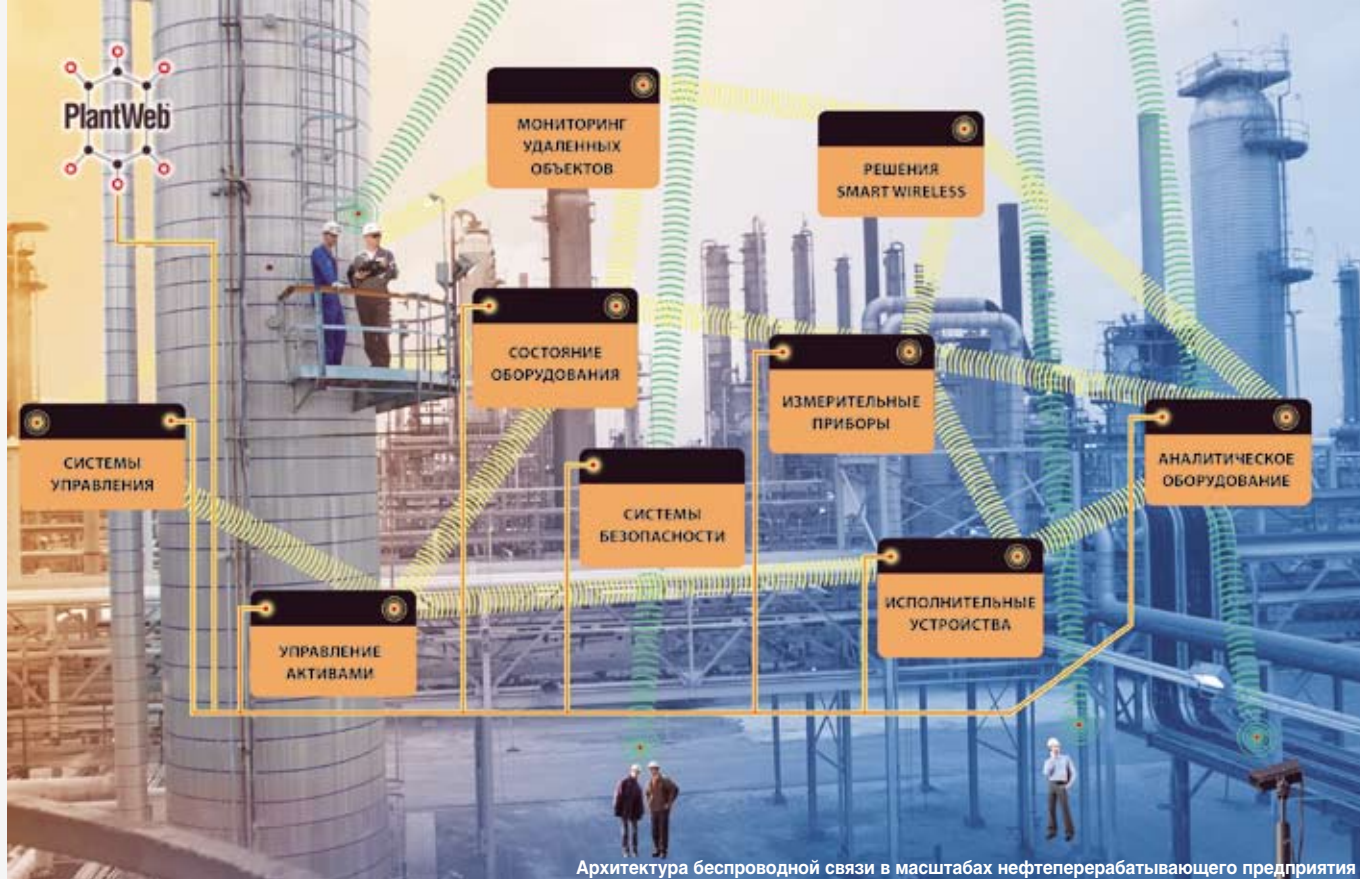 PlantWeb
МОНИТОРИНГ
УДАЛЕННЫХ
ОБЪЕКТОВ
РЕШЕНИЯ
SMART WIRELESS
СОСТОЯНИЕ
ОБОРУДОВАНИЯ
ИЗМЕРИТЕЛЬНЫЕ
ПРИБОРЫ
СИСТЕМЫ
УПРАВЛЕНИЯ
АНАЛИТИЧЕСКОЕ
ОБОРУДОВАНИЕ
СИСТЕМЫ
БЕЗОПАСНОСТИ
ИСПОЛНИТЕЛЬНЫЕ
УСТРОЙСТВА
УПРАВЛЕНИЕ
АКТИВАМИ
Архитектура беспроводной связи в масштабах нефтеперерабатывающего предприятия